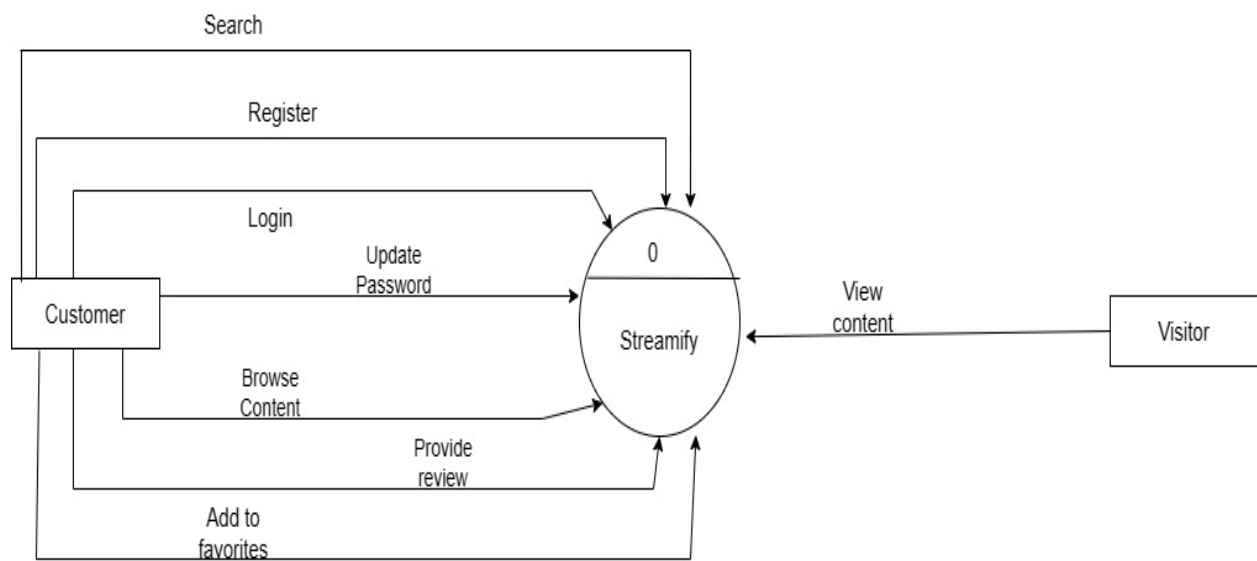 Search
Register
Login
Update
Password
0
Customer
Streamify
View
content
Visitor
Browse
Content
Provide
review
Add to
favorites